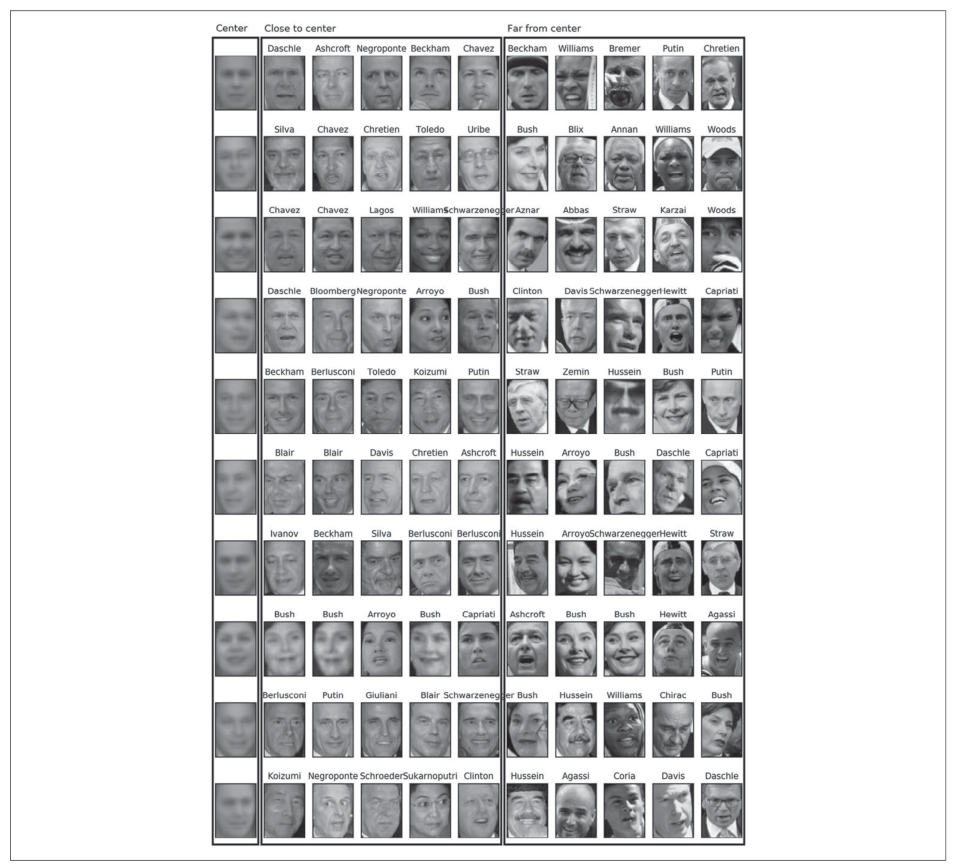 Center Close to center Far from center
Daschle Ashcroft Negroponte Beckham Chavez Beckham Williams Bremer Putin Chretien
Silva Chavez Chretien Toledo Uribe Bush Blix Annan Williams Woods
Chavez Chavez Lagos Williams Schwarzenegger Aznar Abbas Straw Karzai Woods
Daschle Bloomberg Negroponte Arroyo Bush Clinton Davis Schwarzenegger Hewitt Capriati
Beckham Berlusconi Toledo Koizumi Putin Straw Zemin Hussein Bush Putin
Blair Blair Davis Chretien Ashcroft Hussein Arroyo Bush Daschle Capriati
Ivanov Beckham Silva Berlusconi Berlusconi Hussein Arroyo Schwarzenegger Hewitt Straw
Bush Bush Arroyo Bush Capriati Ashcroft Bush Bush Hewitt Agassi
Berlusconi Putin Giuliani Blair Schwarzenegger Bush Hussein Williams Chirac Bush
Koizumi Negroponte Schroeder Sukarnoputri Clinton Hussein Agassi Coria Davis Daschle